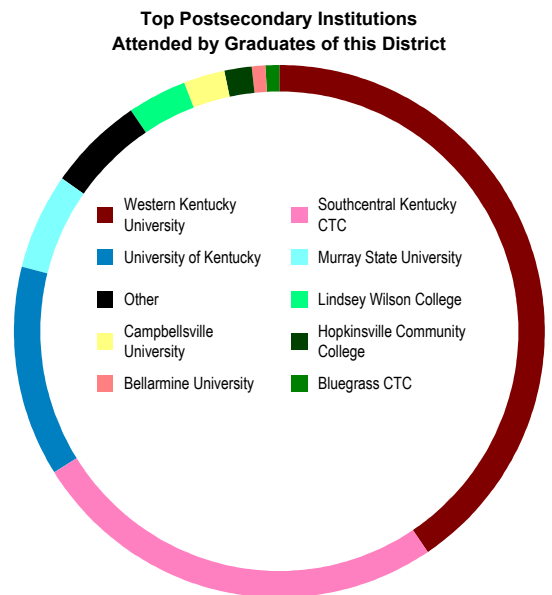 Top Postsecondary Institutions
Attended by Graduates of this District
Western Kentucky
University
Southcentral Kentucky
CTC
University of Kentucky
Murray State University
Other
Lindsey Wilson College
Campbellsville
University
Hopkinsville Community
College
Bellarmine University
Bluegrass CTC